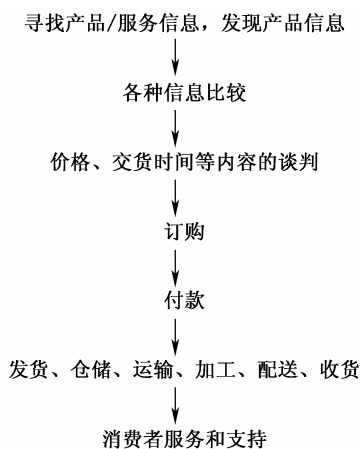 寻找产品/服务信息，发现产品信息
各种信息比较
价格、交货时间等内容的谈判
订购
付款
发货、仓储、运输、加工、配送、收货
消费者服务和支持